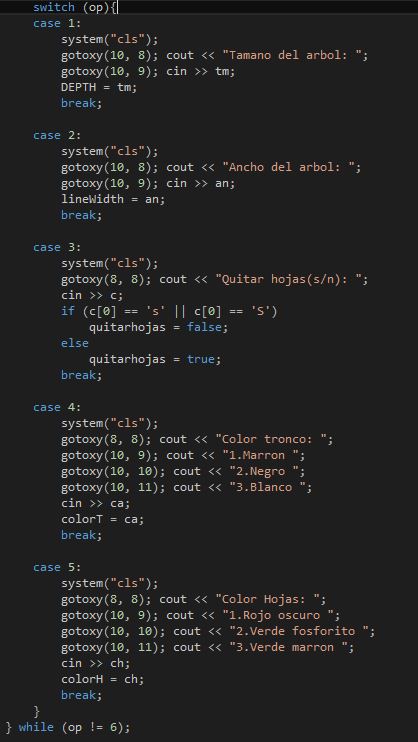 switch (op){
case 1:
system("cls");
gotoxy(10, 8); cout << "Tamano del arbol: ";
gotoxy(10, 9); cin >> tm;
DEPTH = tm;
break;
case 2:
system("cls");
gotoxy(10, 8); cout << "Ancho del arbol: ";
gotoxy(10, 9); cin >> an;
lineWidth = an;
break;
case 3:
system("cls");
gotoxy(8, 8); cout << "Quitar hojas(s/n): ";
cin >> c;
if (c[0] == 's' || c[0] == 'S')
quitarhojas = false;
else
quitarhojas = true;
break;
case 4:
system("cls");
gotoxy(8, 8); cout << "Color tronco: ";
gotoxy(10, 9); cout << "1.Marron ";
gotoxy(10, 10); cout << "2.Negro ";
gotoxy(10, 11); cout << "3.Blanco ";
cin >> ca;
colorT = ca;
break;
case 5:
system("cls");
gotoxy(8, 8); cout << "Color Hojas: ";
gotoxy(10, 9); cout << "1.Rojo oscuro ";
gotoxy(10, 10); cout << "2.Verde fosforito ";
gotoxy(10, 11); cout << "3.Verde marron ";
cin >> ch;
colorH = ch;
break;
}
} while (op != 6);